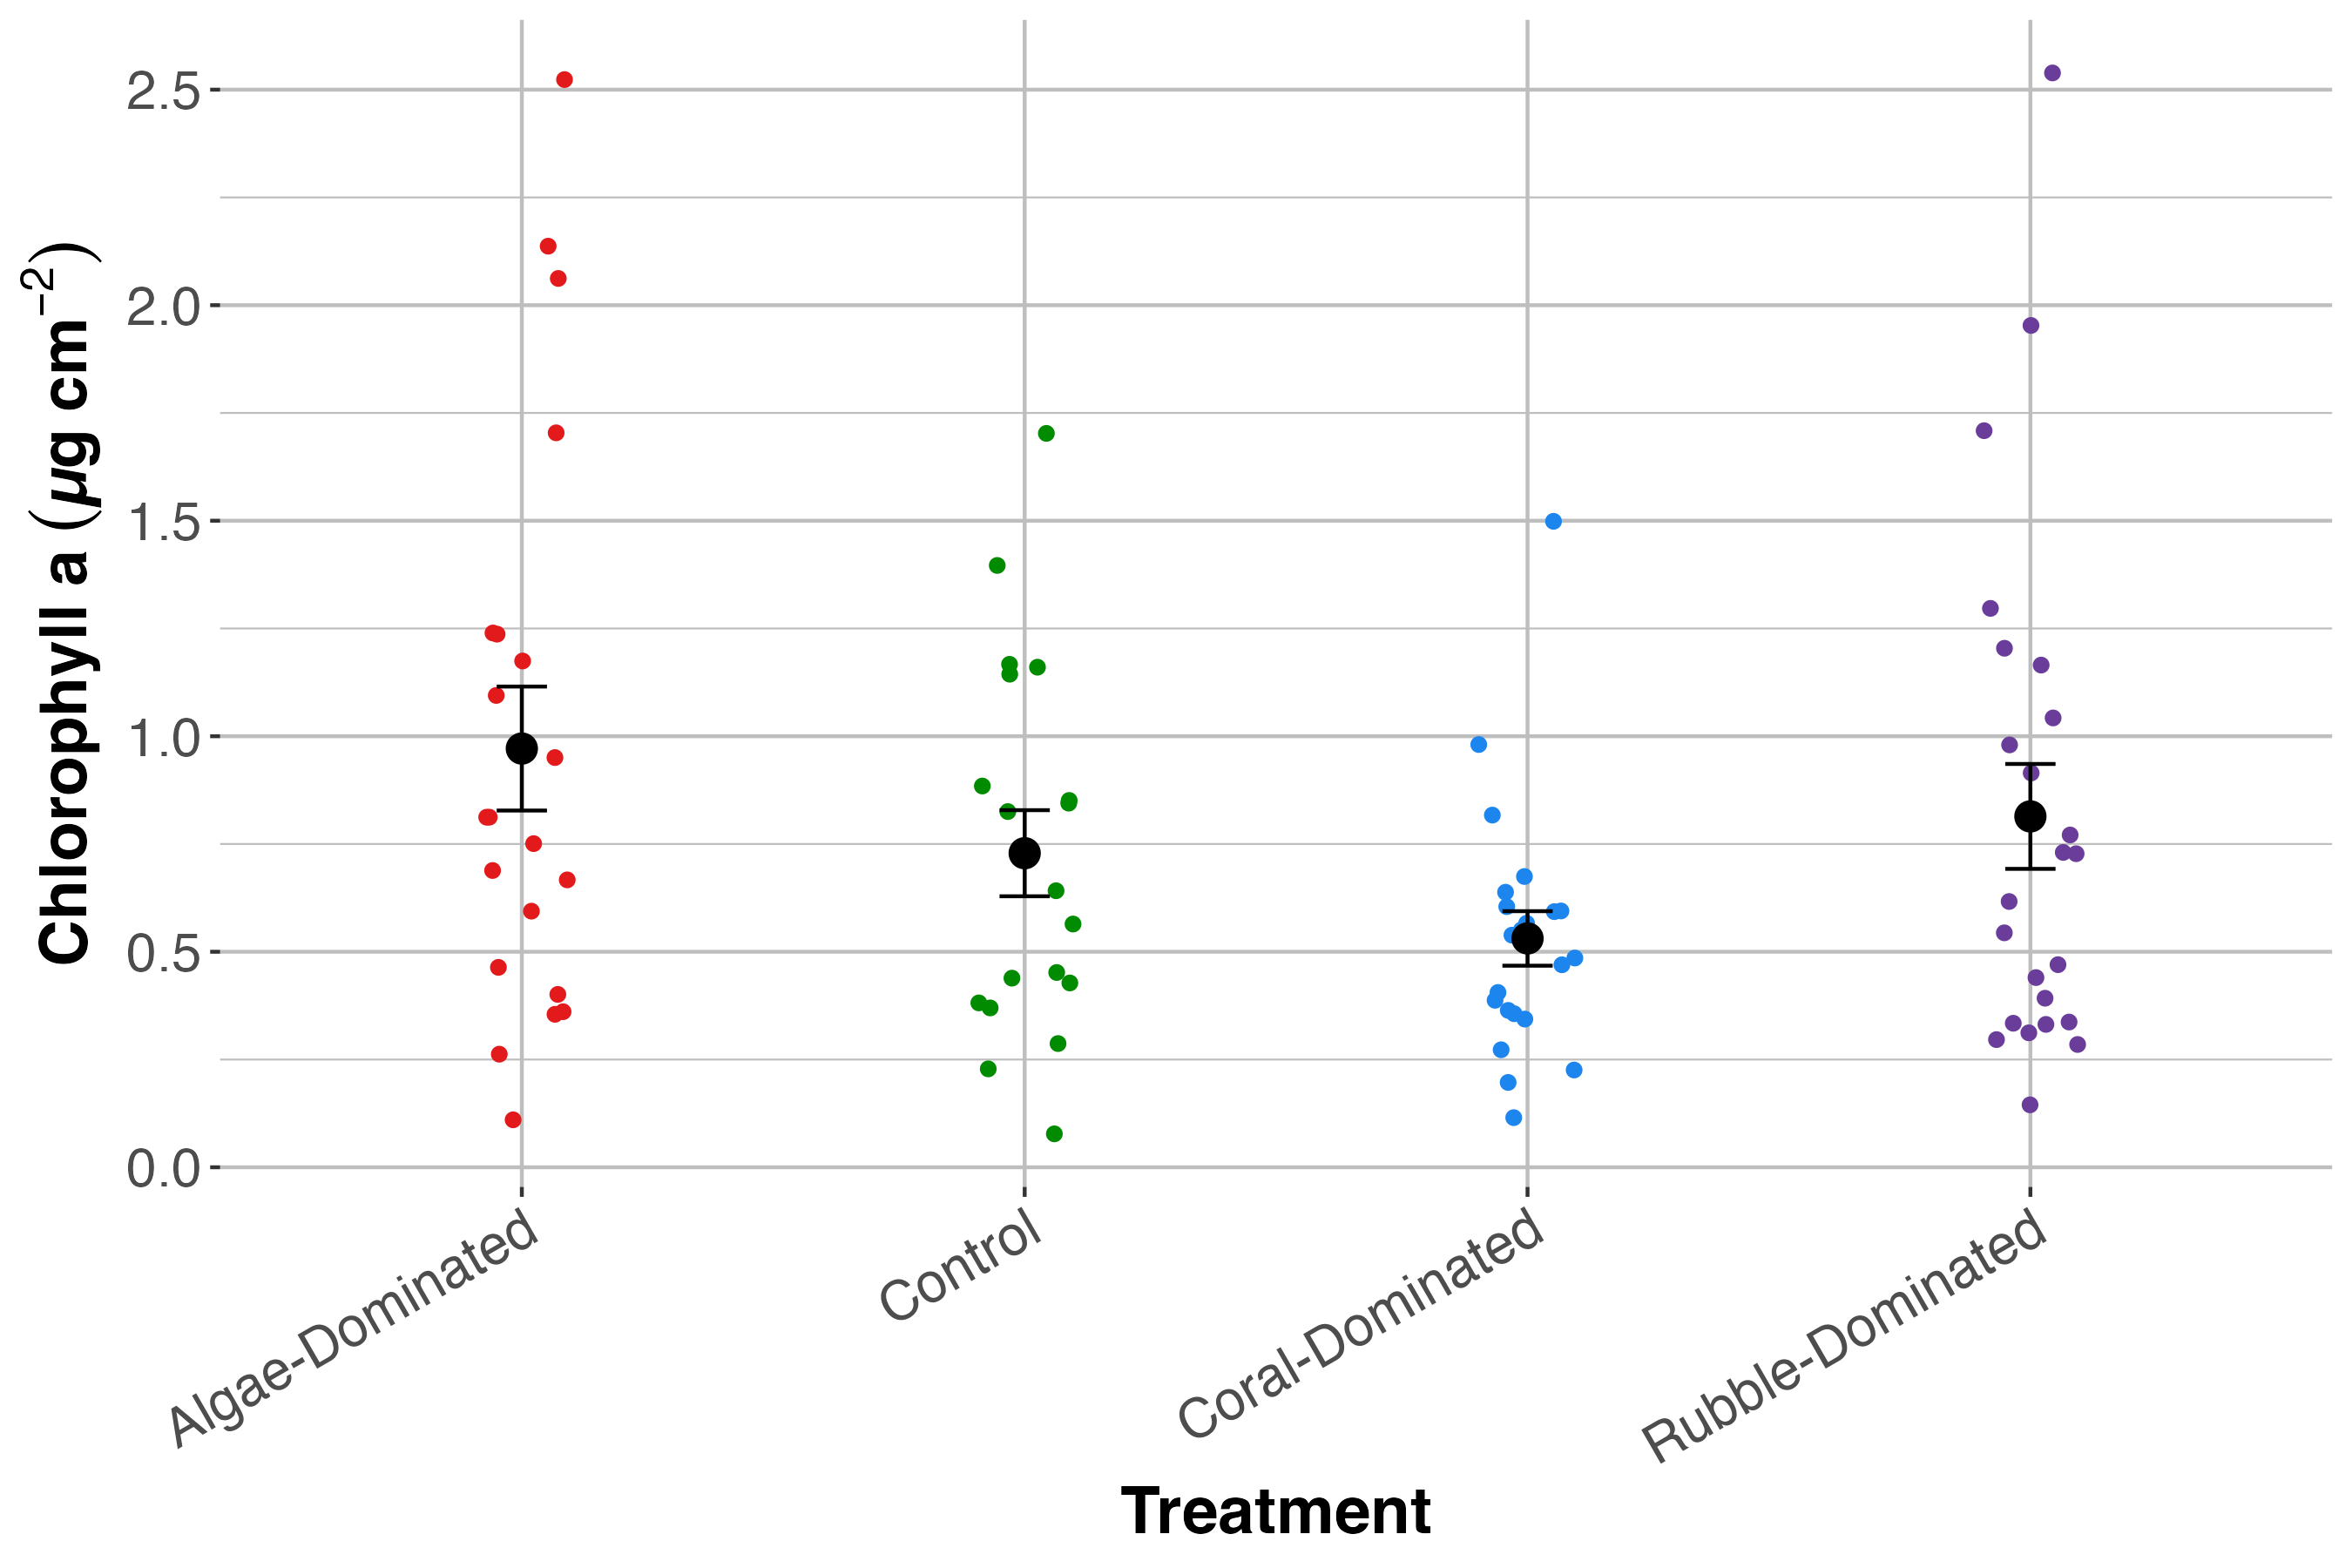 Chlorophyll a (µg cm⁻²)
2.5
2.0
1.5
1.0
0.5
0.0
Algae-Dominated
Control
Coral-Dominated
Rubble-Dominated
Treatment